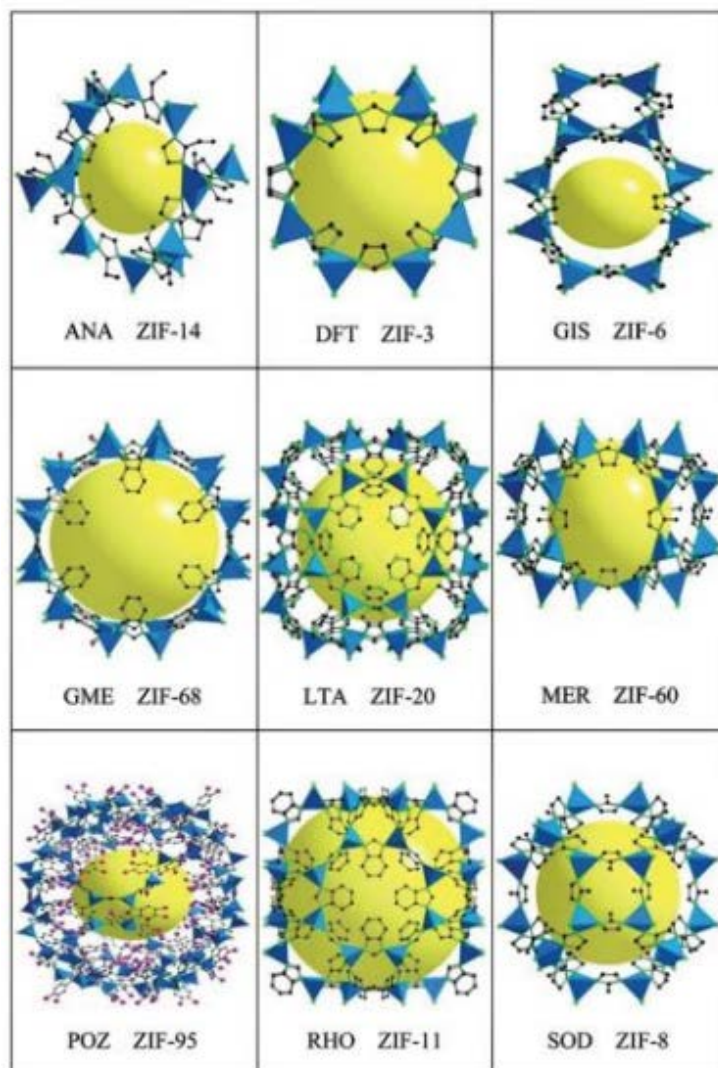 ANA ZIF-14
DFT ZIF-3
GIS ZIF-6
GME ZIF-68
LTA ZIF-20
MER ZIF-60
POZ ZIF-95
RHO ZIF-11
SOD ZIF-8